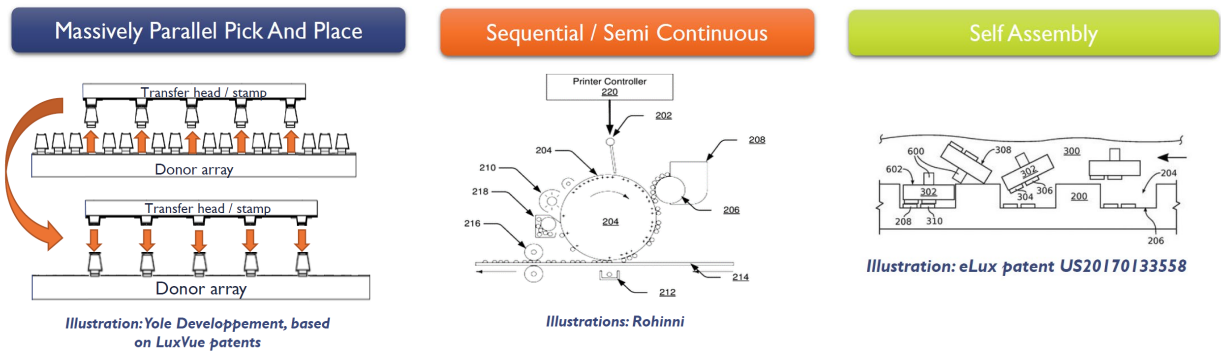 Massively Parallel Pick And Place
Transfer head / stamp
Donor array
Transfer head / stamp
Donor array
Illustration: Yole Developpement, based
on LuxVue patents
Sequential / Semi Continuous
Printer Controller
220
202
208
204
210
218
216
204
206
214
212
Illustrations: Rohinni
Self Assembly
600
308
300
602
302
302
304
306
204
200
208
310
206
Illustration: eLux patent US20170133558